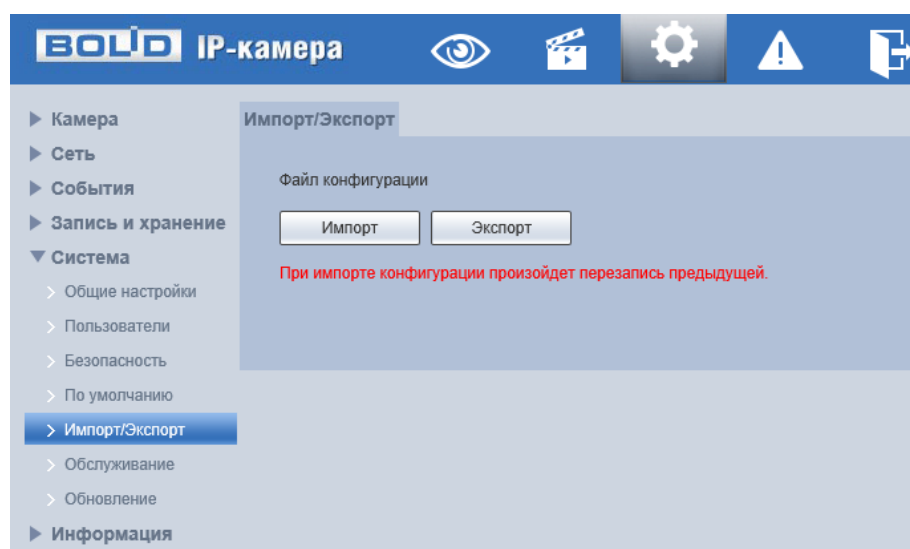 BOLID IP-камера
Камера
Сеть
События
Запись и хранение
Система
Общие настройки
Пользователи
Безопасность
По умолчанию
Импорт/Экспорт
Обслуживание
Обновление
Информация
Импорт/Экспорт
Файл конфигурации
Импорт Экспорт
При импорте конфигурации произойдет перезапись предыдущей.